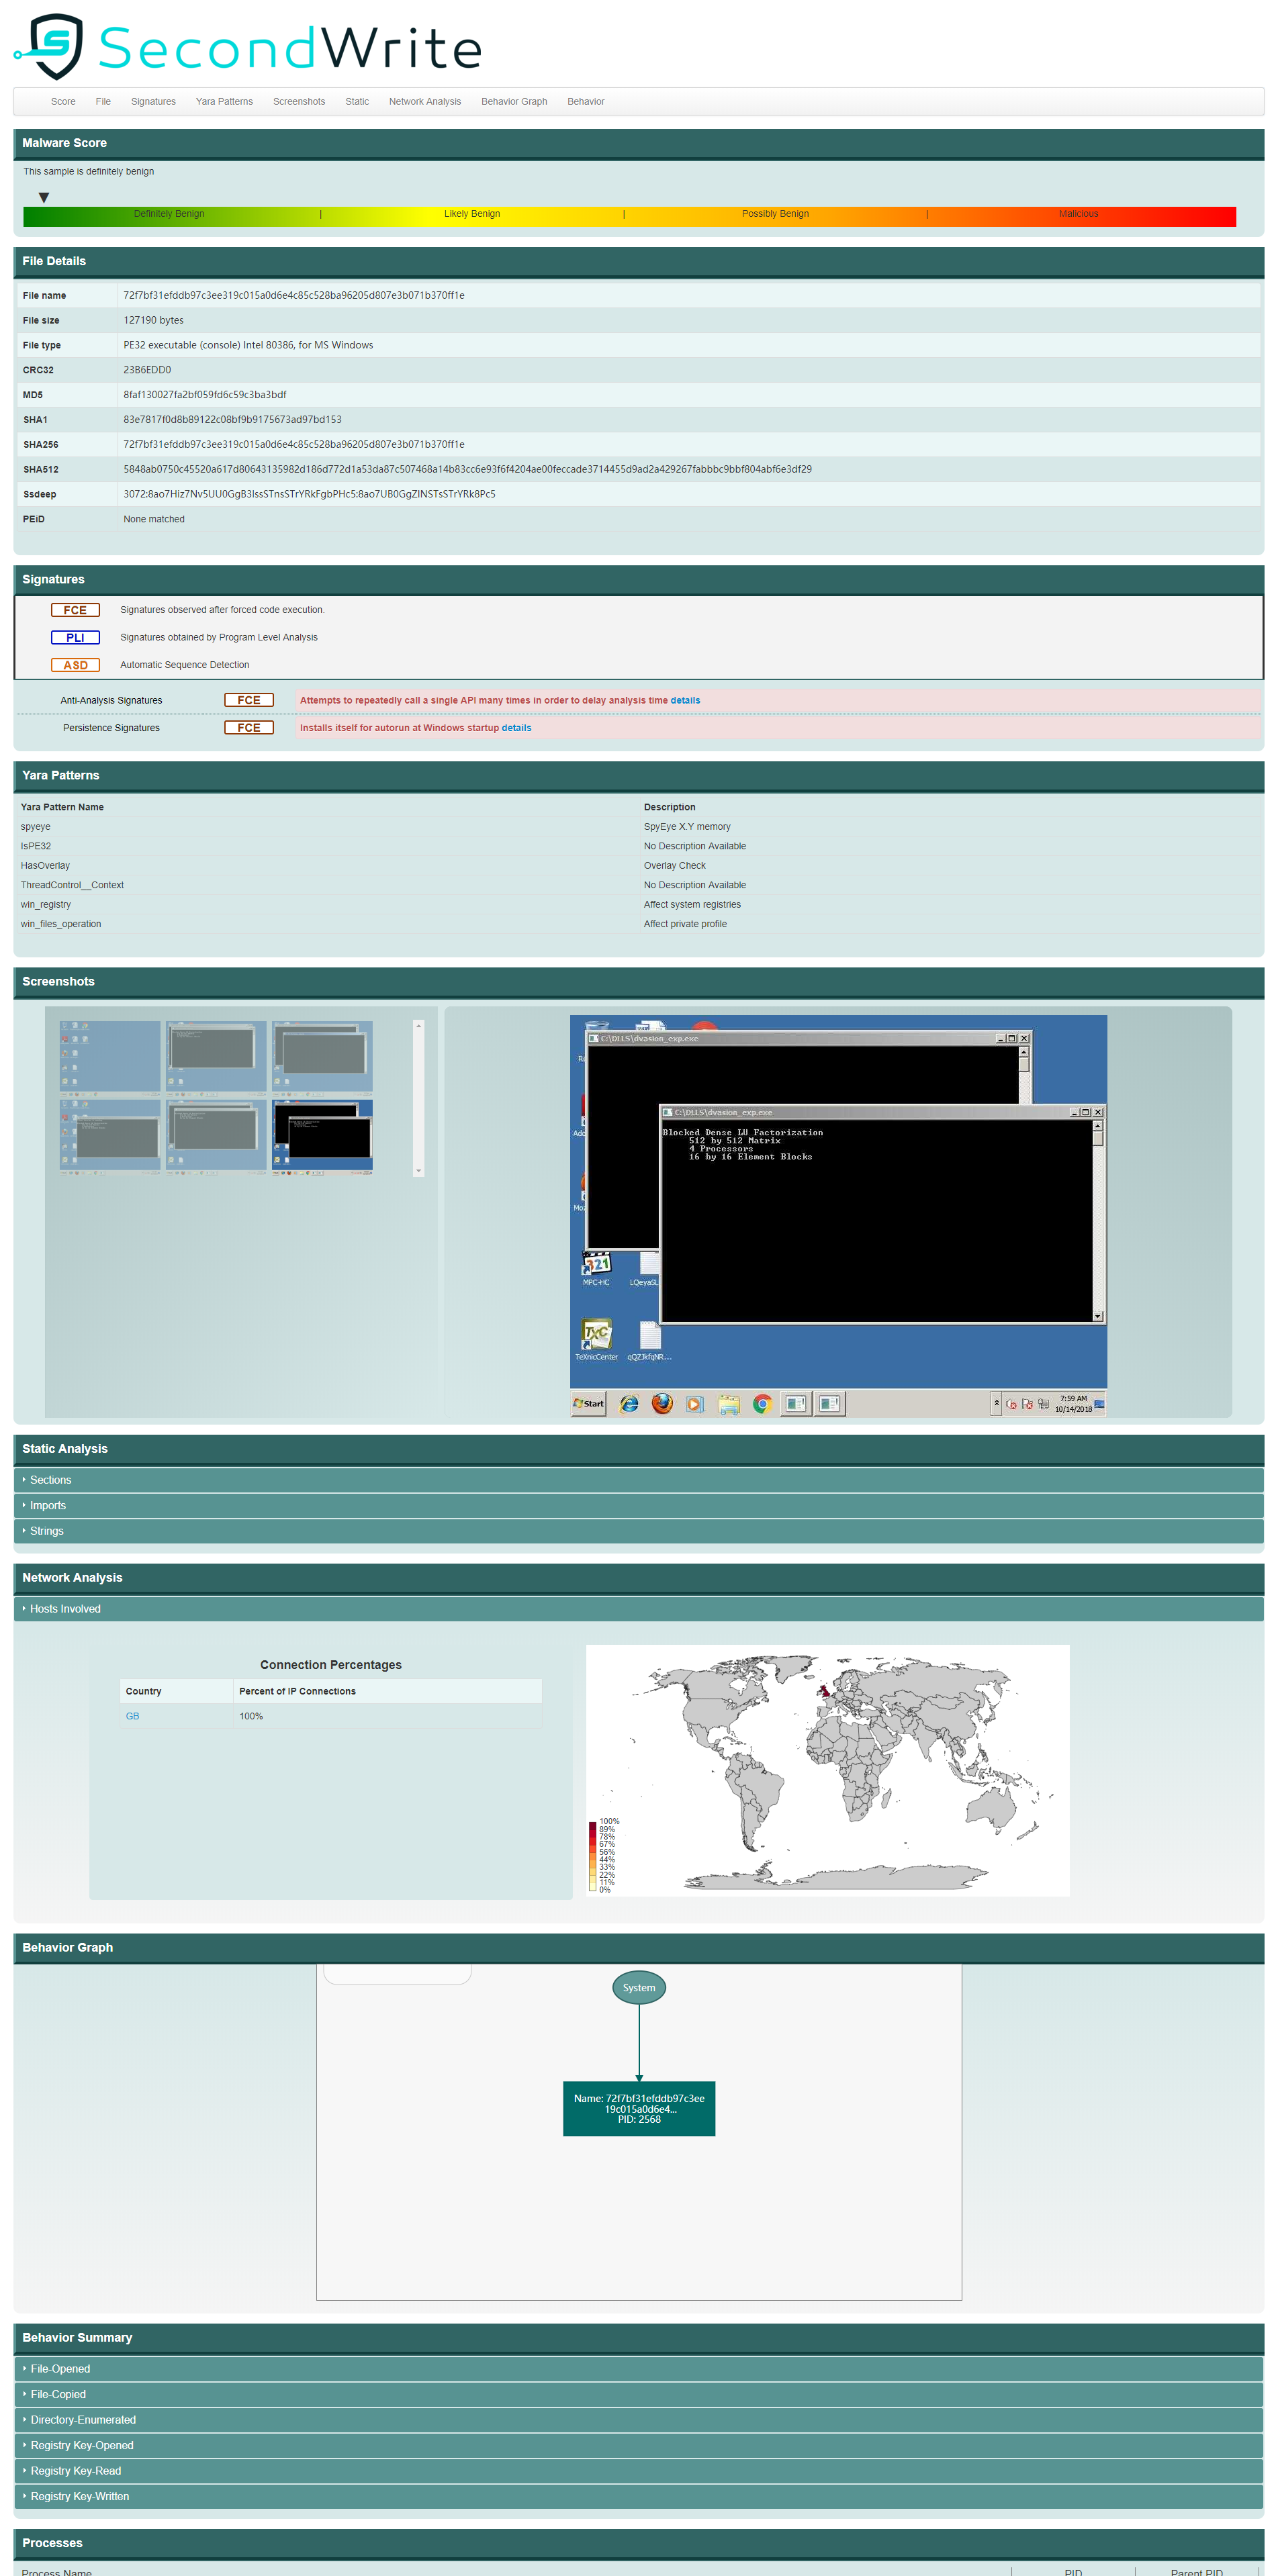 SecondWrite
Score File Signatures Yara Patterns Screenshots Static Network Analysis Behavior Graph Behavior
Malware Score
This sample is definitely benign
Definitely Benign | Likely Benign | Possibly Benign | Malicious
File Details
File name 72f7bf31efddb97c3ee319c015a0d6e4c85c528ba96205d807e3b071b370ff1e
File size 127190 bytes
File type PE32 executable (console) Intel 80386, for MS Windows
CRC32 23B6EDD0
MD5 8faf130027fa2bf059fd6c59c3ba3bdf
SHA1 83e7817f0d8b89122c08bf9b9175673ad97bd153
SHA256 72f7bf31efddb97c3ee319c015a0d6e4c85c528ba96205d807e3b071b370ff1e
SHA512 5848ab0750c45520a617d80643135982d186d772d1a53da87c507468a14b83cc6e93f6f4204ae00feccade3714455d9ad2a429267fabbbc9bbf804abf6e3df29
Ssdeep 3072:8ao7Hiz7Nv5UU0GgB3IssSTnsSTrYRkFgbPHc5:8ao7UB0GgZINSTsSTrYRk8Pc5
PEiD None matched
Signatures
FCE Signatures observed after forced code execution.
PLI Signatures obtained by Program Level Analysis
ASD Automatic Sequence Detection
Anti-Analysis Signatures FCE Attempts to repeatedly call a single API many times in order to delay analysis time details
Persistence Signatures FCE Installs itself for autorun at Windows startup details
Yara Patterns
Yara Pattern Name Description
spyeye SpyEye X.Y memory
IsPE32 No Description Available
HasOverlay Overlay Check
ThreadControl__Context No Description Available
win_registry Affect system registries
win_files_operation Affect private profile
Screenshots
C:\DLLS\dvasion_exp.exe
C:\DLLS\dvasion_exp.exe
Blocked Dense LU Factorization
512 by 512 Matrix
4 Processors
16 by 16 Element Blocks
MPC-HC LQeyaSL
TeXnicCenter qQZJkfqNR...
Start 7:59 AM
10/14/2018
Static Analysis
Sections
Imports
Strings
Network Analysis
Hosts Involved
Connection Percentages
Country Percent of IP Connections
GB 100%
100%
89%
78%
67%
56%
44%
33%
22%
11%
0%
Behavior Graph
System
Name: 72f7bf31efddb97c3ee
19c015a0d6e4...
PID: 2568
Behavior Summary
File-Opened
File-Copied
Directory-Enumerated
Registry Key-Opened
Registry Key-Read
Registry Key-Written
Processes
Process Name PID Parent PID